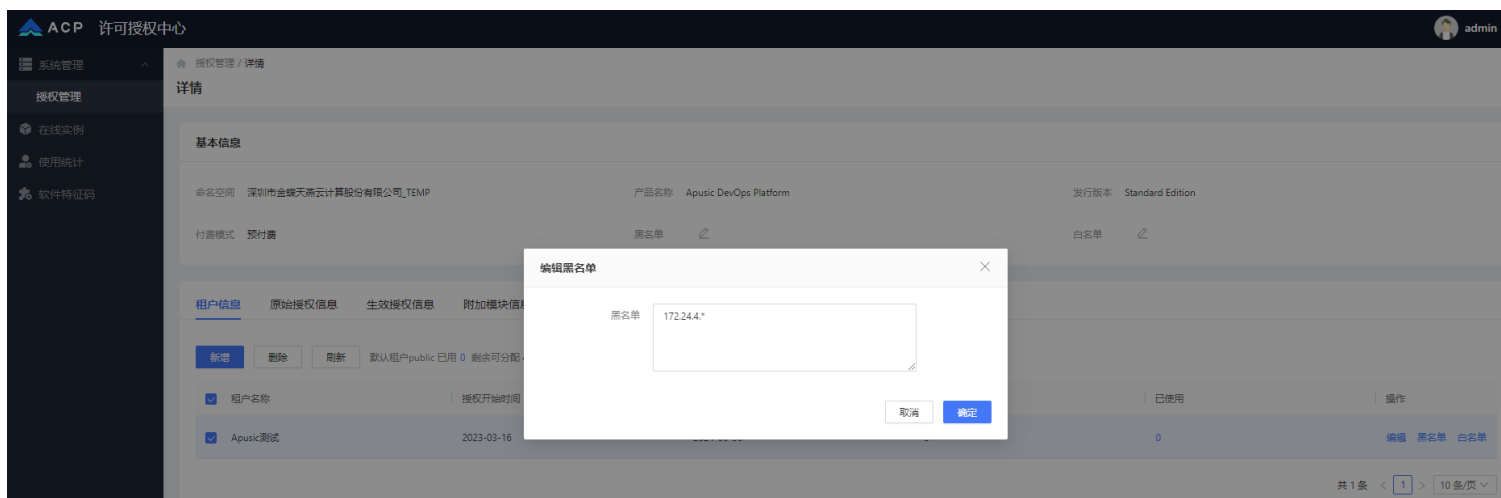 ACP 许可授权中心
admin
系统管理
授权管理
在线实例
使用统计
软件特征码
授权管理 / 详情
详情
基本信息
命名空间 深圳市金蝶天燕云计算股份有限公司_TEMP
产品名称 Apusic DevOps Platform
发行版本 Standard Edition
付费模式 预付费
黑名单
白名单
编辑黑名单
黑名单 172.24.4.*
取消 确定
租户信息 原始授权信息 生效授权信息 附加模块信
新增 删除 刷新 默认租户public 已用 0 剩余可分配
租户名称 授权开始时间 已使用 操作
Apusic测试 2023-03-16 0 编辑 黑名单 白名单
共 1 条 < 1 > 10 条/页